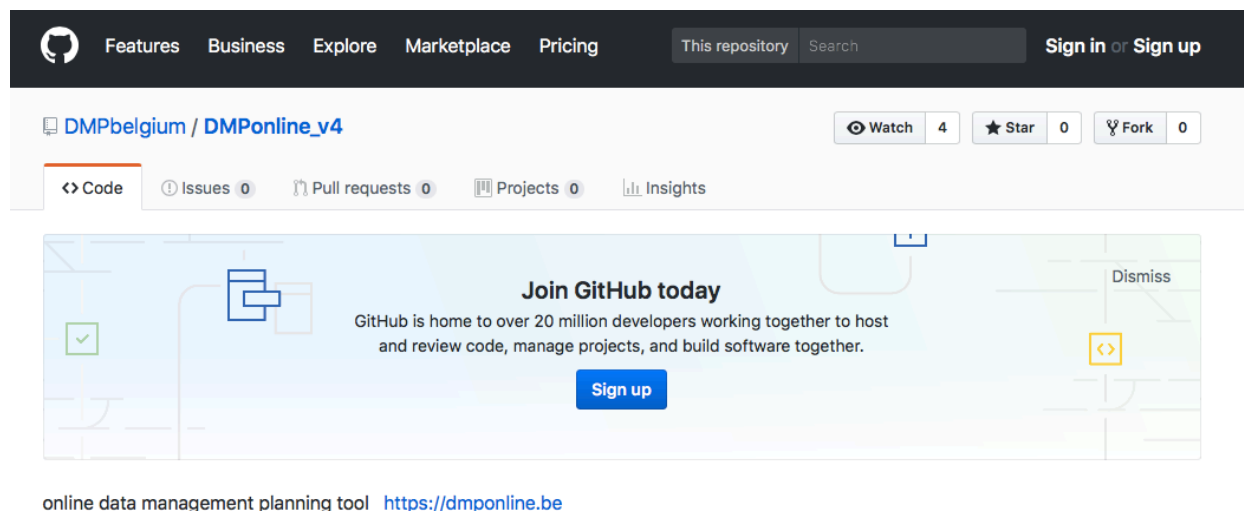 Features Business Explore Marketplace Pricing This repository Search Sign in or Sign up
DMPbelgium / DMPonline_v4 Watch 4 Star 0 Fork 0
Code Issues 0 Pull requests 0 Projects 0 Insights
Dismiss
Join GitHub today
GitHub is home to over 20 million developers working together to host
and review code, manage projects, and build software together.
Sign up
online data management planning tool https://dmponline.be